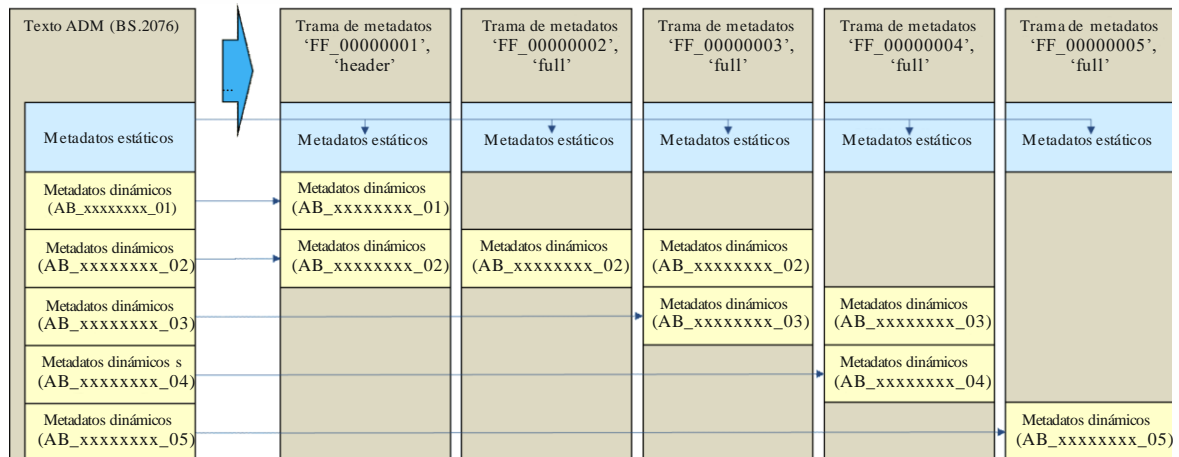 Texto ADM (BS.2076)
...
Trama de metadatos
‘FF_00000001’,
‘header’
Trama de metadatos
‘FF_00000002’,
‘full’
Trama de metadatos
‘FF_00000003’,
‘full’
Trama de metadatos
‘FF_00000004’,
‘full’
Trama de metadatos
‘FF_00000005’,
‘full’
Metadatos estáticos
Metadatos estáticos
Metadatos estáticos
Metadatos estáticos
Metadatos estáticos
Metadatos estáticos
Metadatos dinámicos
(AB_xxxxxxxx_01)
Metadatos dinámicos
(AB_xxxxxxxx_01)
Metadatos dinámicos
(AB_xxxxxxxx_02)
Metadatos dinámicos
(AB_xxxxxxxx_02)
Metadatos dinámicos
(AB_xxxxxxxx_02)
Metadatos dinámicos
(AB_xxxxxxxx_02)
Metadatos dinámicos
(AB_xxxxxxxx_03)
Metadatos dinámicos
(AB_xxxxxxxx_03)
Metadatos dinámicos
(AB_xxxxxxxx_03)
Metadatos dinámicos s
(AB_xxxxxxxx_04)
Metadatos dinámicos
(AB_xxxxxxxx_04)
Metadatos dinámicos
(AB_xxxxxxxx_05)
Metadatos dinámicos
(AB_xxxxxxxx_05)